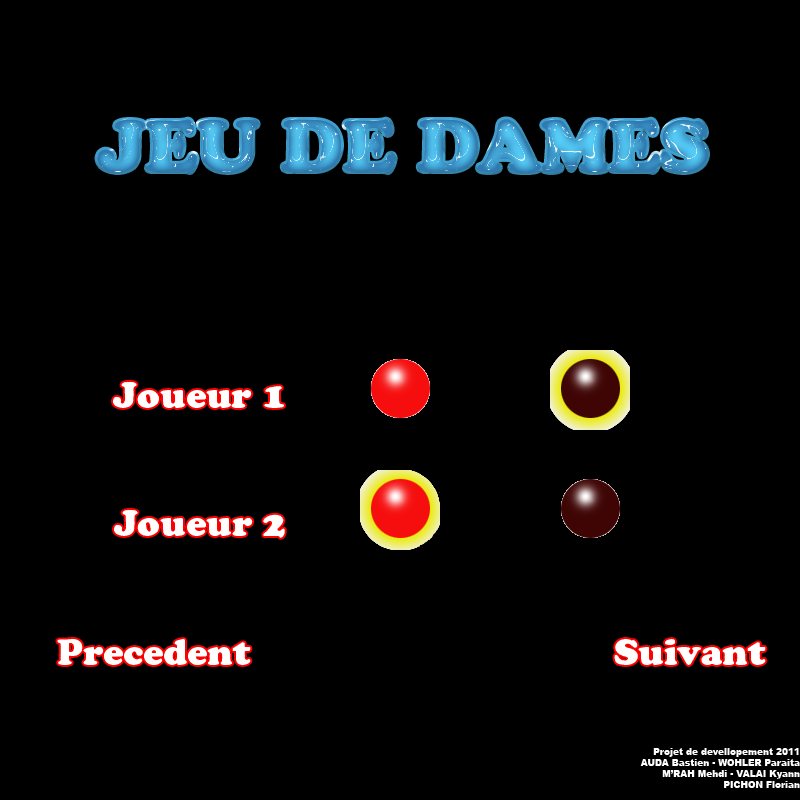 JEU DE DAMES
Joueur 1
Joueur 2
Precedent
Suivant
Projet de devellopement 2011
AUDA Bastien - WOHLER Paraita
M'RAH Mehdi - VALAI Kyann
PICHON Florian